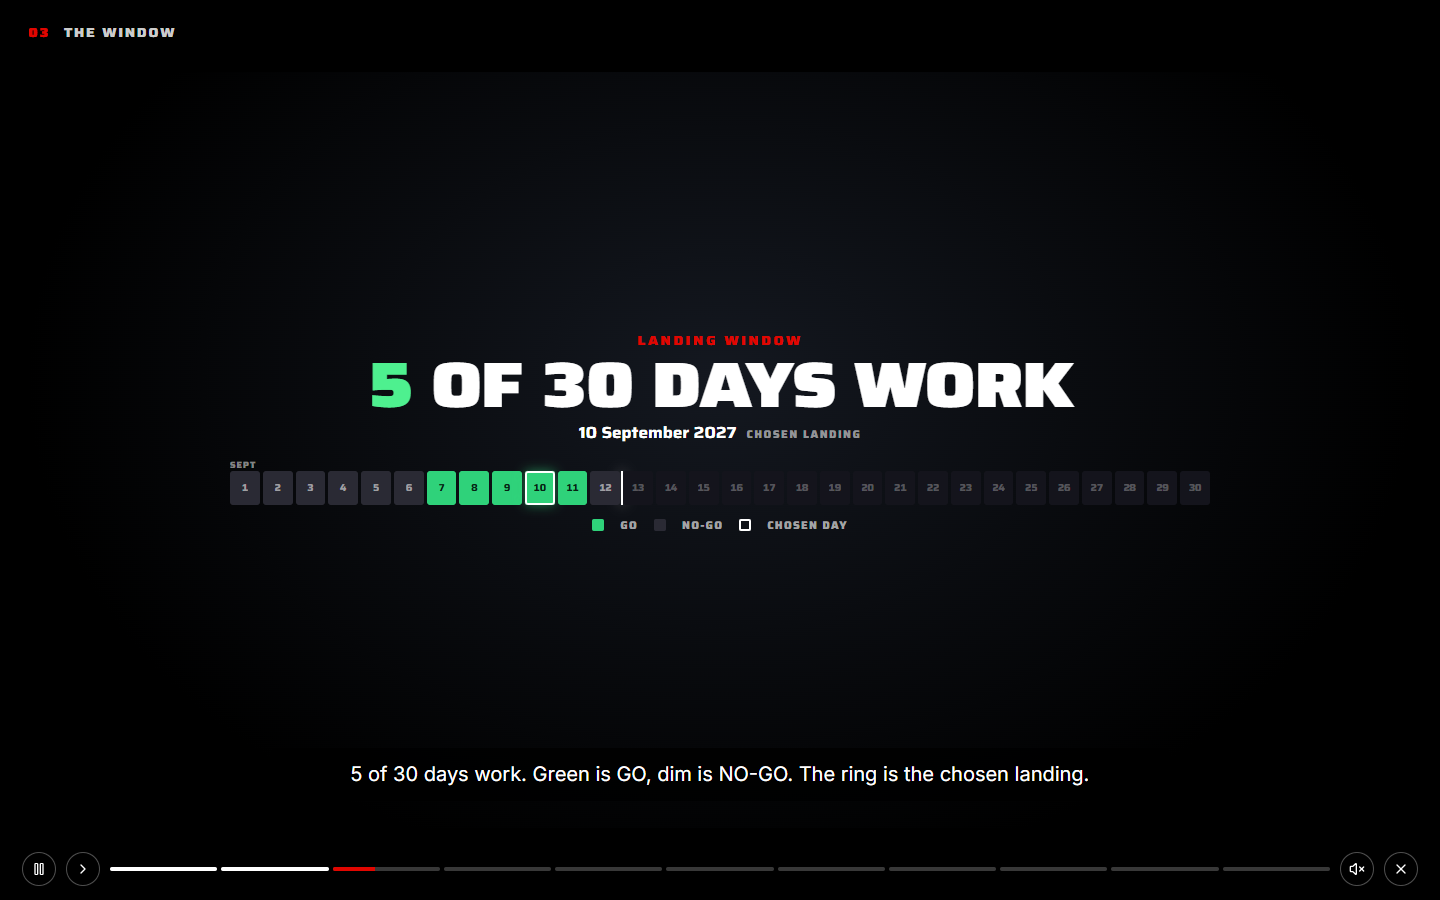 03 THE WINDOW
LANDING WINDOW
5 OF 30 DAYS WORK
10 September 2027 CHOSEN LANDING
SEPT
1 2 3 4 5 6 7 8 9 10 11 12 13 14 15 16 17 18 19 20 21 22 23 24 25 26 27 28 29 30
GO NO-GO CHOSEN DAY
5 of 30 days work. Green is GO, dim is NO-GO. The ring is the chosen landing.